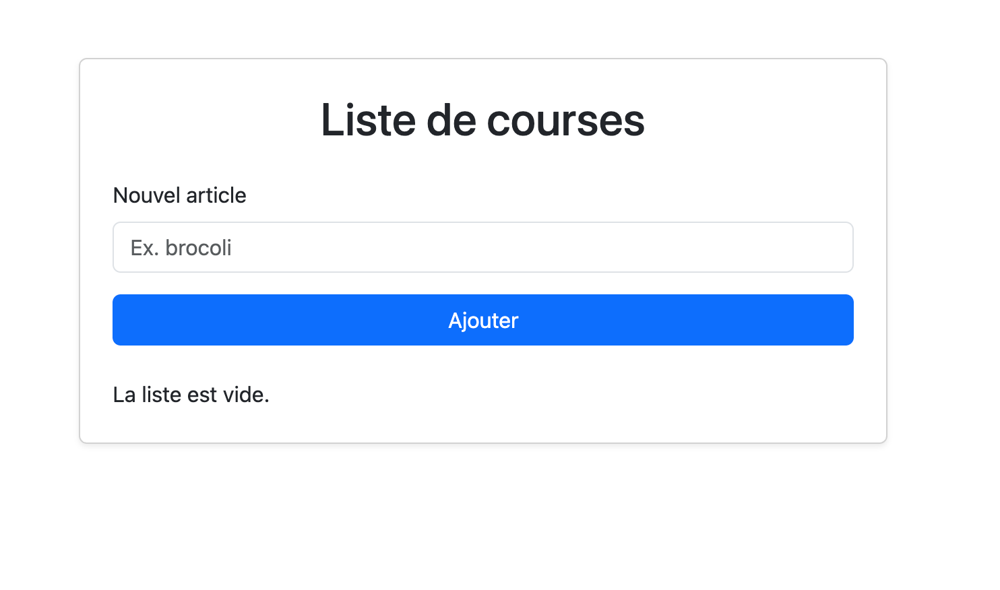 Liste de courses
Nouvel article
Ex. brocoli
Ajouter
La liste est vide.